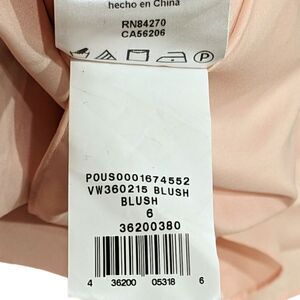 hecho en China
RN84270
CA56206
POUS0001674552
VW360215 BLUSH
BLUSH
6
36200380
4 36200 05318 6